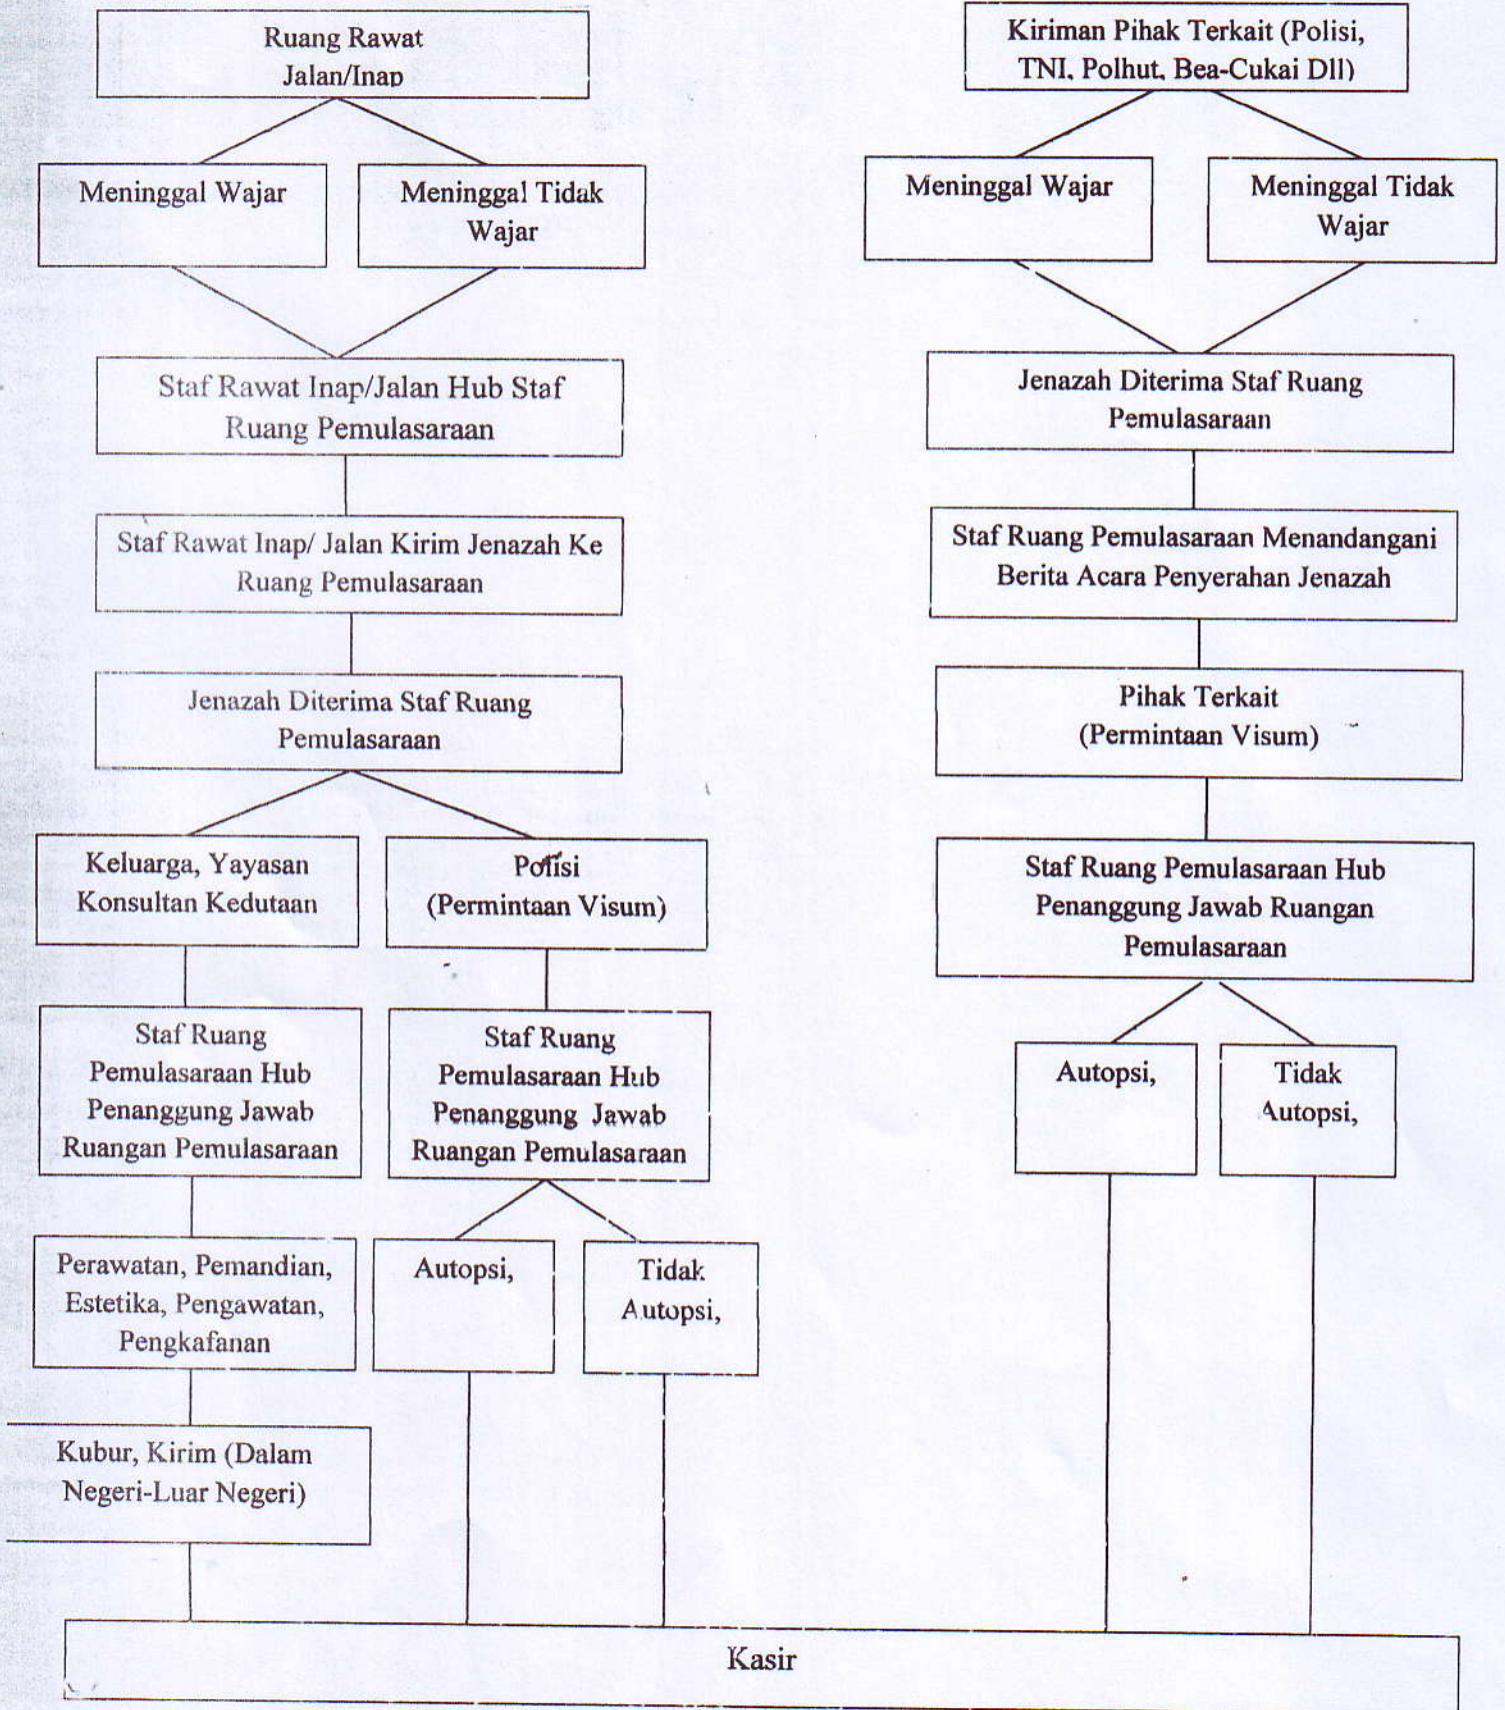 Ruang Rawat
Jalan/Inap
Meninggal Wajar
Meninggal Tidak
Wajar
Staf Rawat Inap/Jalan Hub Staf
Ruang Pemulasaraan
Staf Rawat Inap/ Jalan Kirim Jenazah Ke
Ruang Pemulasaraan
Jenazah Diterima Staf Ruang
Pemulasaraan
Keluarga, Yayasan
Konsultan Kedutaan
Polisi
(Permintaan Visum)
Staf Ruang
Pemulasaraan Hub
Penanggung Jawab
Ruangan Pemulasaraan
Staf Ruang
Pemulasaraan Hub
Penanggung Jawab
Ruangan Pemulasaraan
Perawatan, Pemandian,
Estetika, Pengawatan,
Pengkafanan
Autopsi,
Tidak
Autopsi,
Kubur, Kirim (Dalam
Negeri-Luar Negeri)
Kiriman Pihak Terkait (Polisi,
TNI, Polhut, Bea-Cukai Dll)
Meninggal Wajar
Meninggal Tidak
Wajar
Jenazah Diterima Staf Ruang
Pemulasaraan
Staf Ruang Pemulasaraan Menandangani
Berita Acara Penyerahan Jenazah
Pihak Terkait
(Permintaan Visum)
Staf Ruang Pemulasaraan Hub
Penanggung Jawab Ruangan
Pemulasaraan
Autopsi,
Tidak
Autopsi,
Kasir